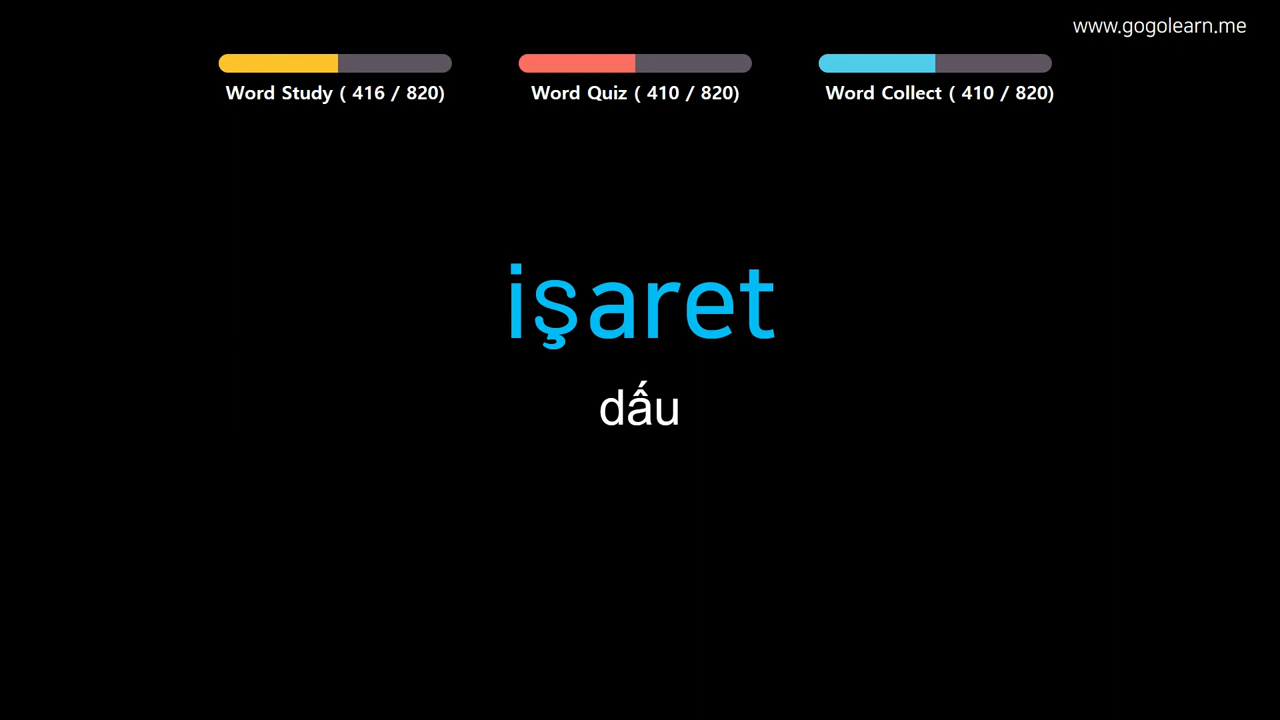 www.gogolearn.me
Word Study ( 416 / 820)
Word Quiz ( 410 / 820)
Word Collect ( 410 / 820)
işaret
dấu